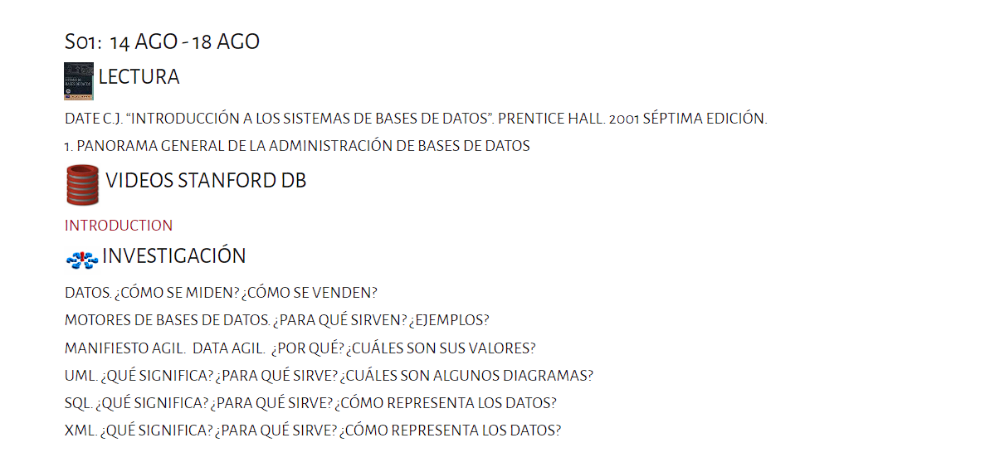 S01: 14 AGO - 18 AGO
LECTURA
DATE C.J. “INTRODUCCIÓN A LOS SISTEMAS DE BASES DE DATOS”. PRENTICE HALL. 2001 SÉPTIMA EDICIÓN.
1. PANORAMA GENERAL DE LA ADMINISTRACIÓN DE BASES DE DATOS
VIDEOS STANFORD DB
INTRODUCTION
INVESTIGACIÓN
DATOS. ¿CÓMO SE MIDEN? ¿CÓMO SE VENDEN?
MOTORES DE BASES DE DATOS. ¿PARA QUÉ SIRVEN? ¿EJEMPLOS?
MANIFIESTO AGIL. DATA AGIL. ¿POR QUÉ? ¿CUÁLES SON SUS VALORES?
UML. ¿QUÉ SIGNIFICA? ¿PARA QUÉ SIRVE? ¿CUÁLES SON ALGUNOS DIAGRAMAS?
SQL. ¿QUÉ SIGNIFICA? ¿PARA QUÉ SIRVE? ¿CÓMO REPRESENTA LOS DATOS?
XML. ¿QUÉ SIGNIFICA? ¿PARA QUÉ SIRVE? ¿CÓMO REPRESENTA LOS DATOS?